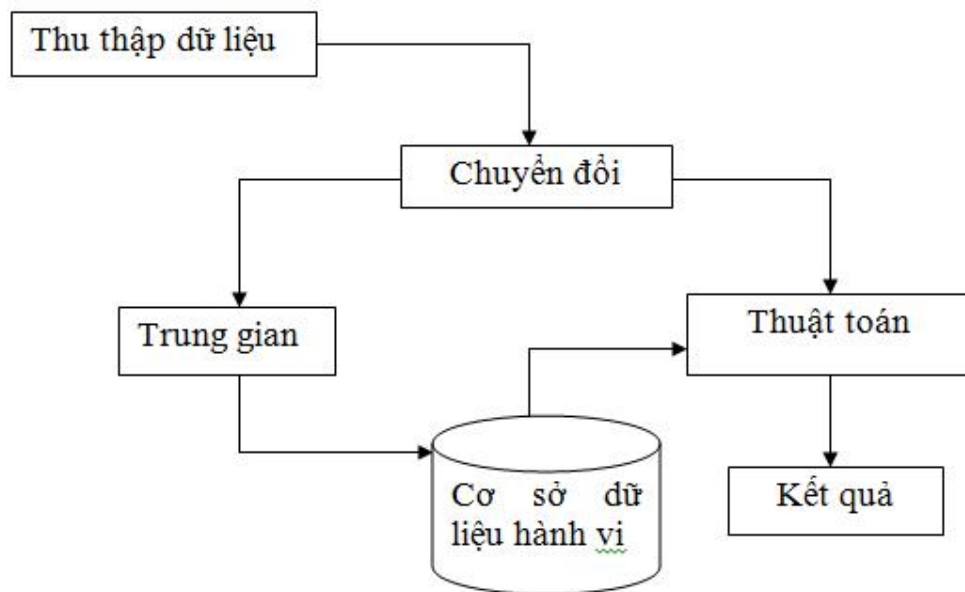 Thu thập dữ liệu
Chuyển đổi
Trung gian
Thuật toán
Cơ sở dữ
liệu hành vi
Kết quả